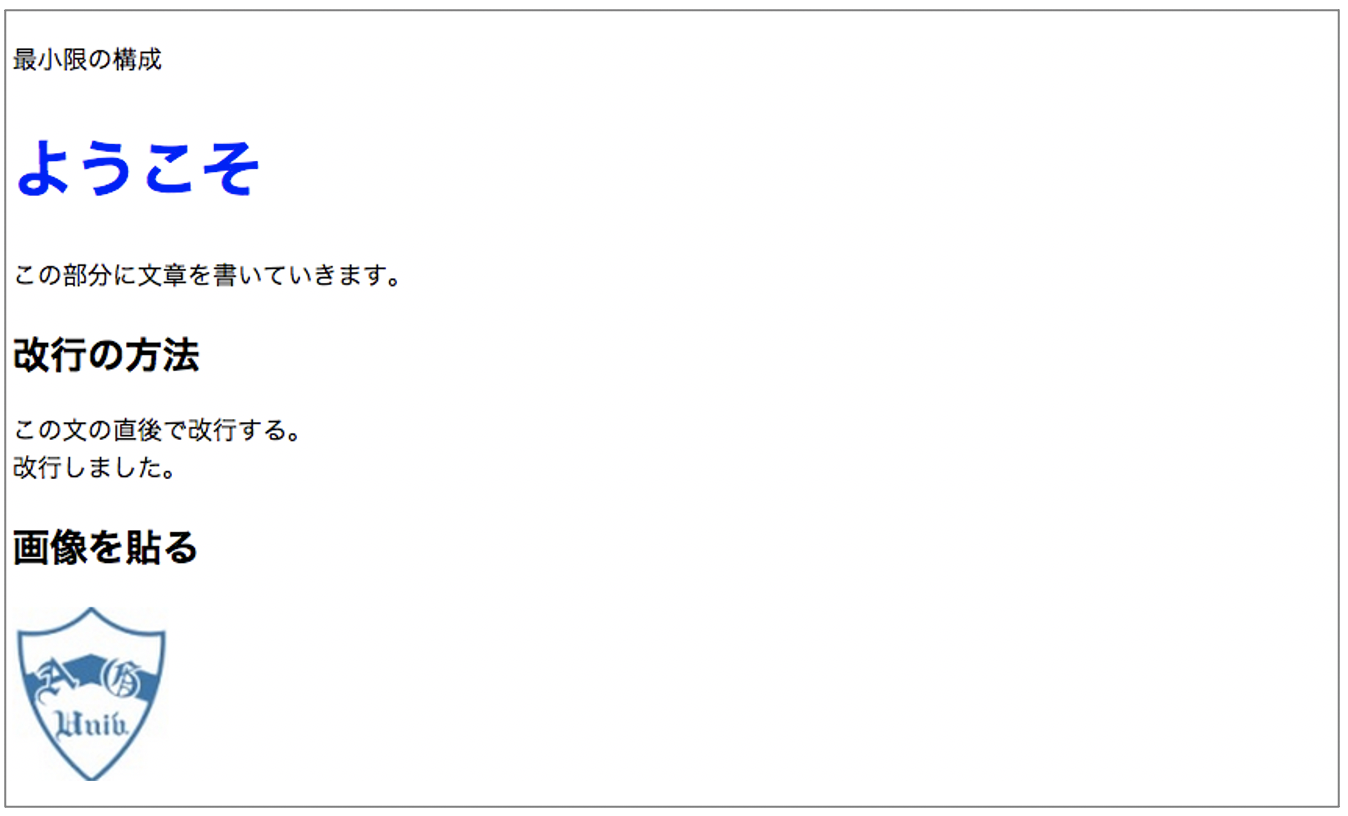 最小限の構成
ようこそ
この部分に文章を書いていきます。
改行の方法
この文の直後で改行する。
改行しました。
画像を貼る
A G
Univ.